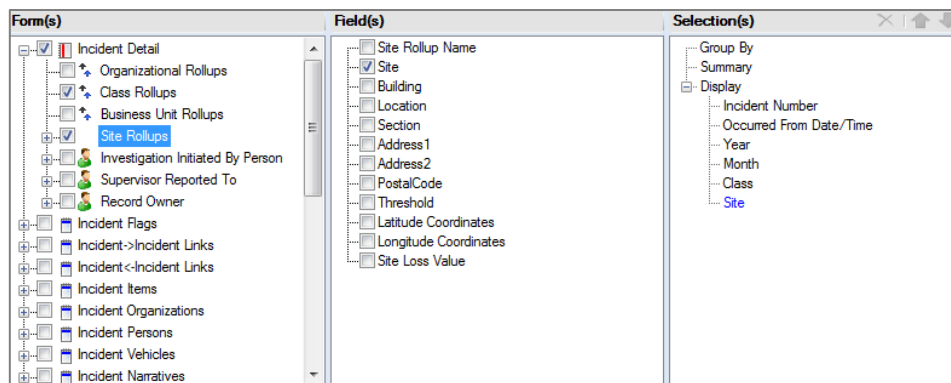 Form(s)
Incident Detail
Organizational Rollups
Class Rollups
Business Unit Rollups
Site Rollups
Investigation Initiated By Person
Supervisor Reported To
Record Owner
Incident Flags
Incident->Incident Links
Incident<-Incident Links
Incident Items
Incident Organizations
Incident Persons
Incident Vehicles
Incident Narratives
Field(s)
Site Rollup Name
Site
Building
Location
Section
Address1
Address2
PostalCode
Threshold
Latitude Coordinates
Longitude Coordinates
Site Loss Value
Selection(s)
Group By
Summary
Display
Incident Number
Occurred From Date/Time
Year
Month
Class
Site